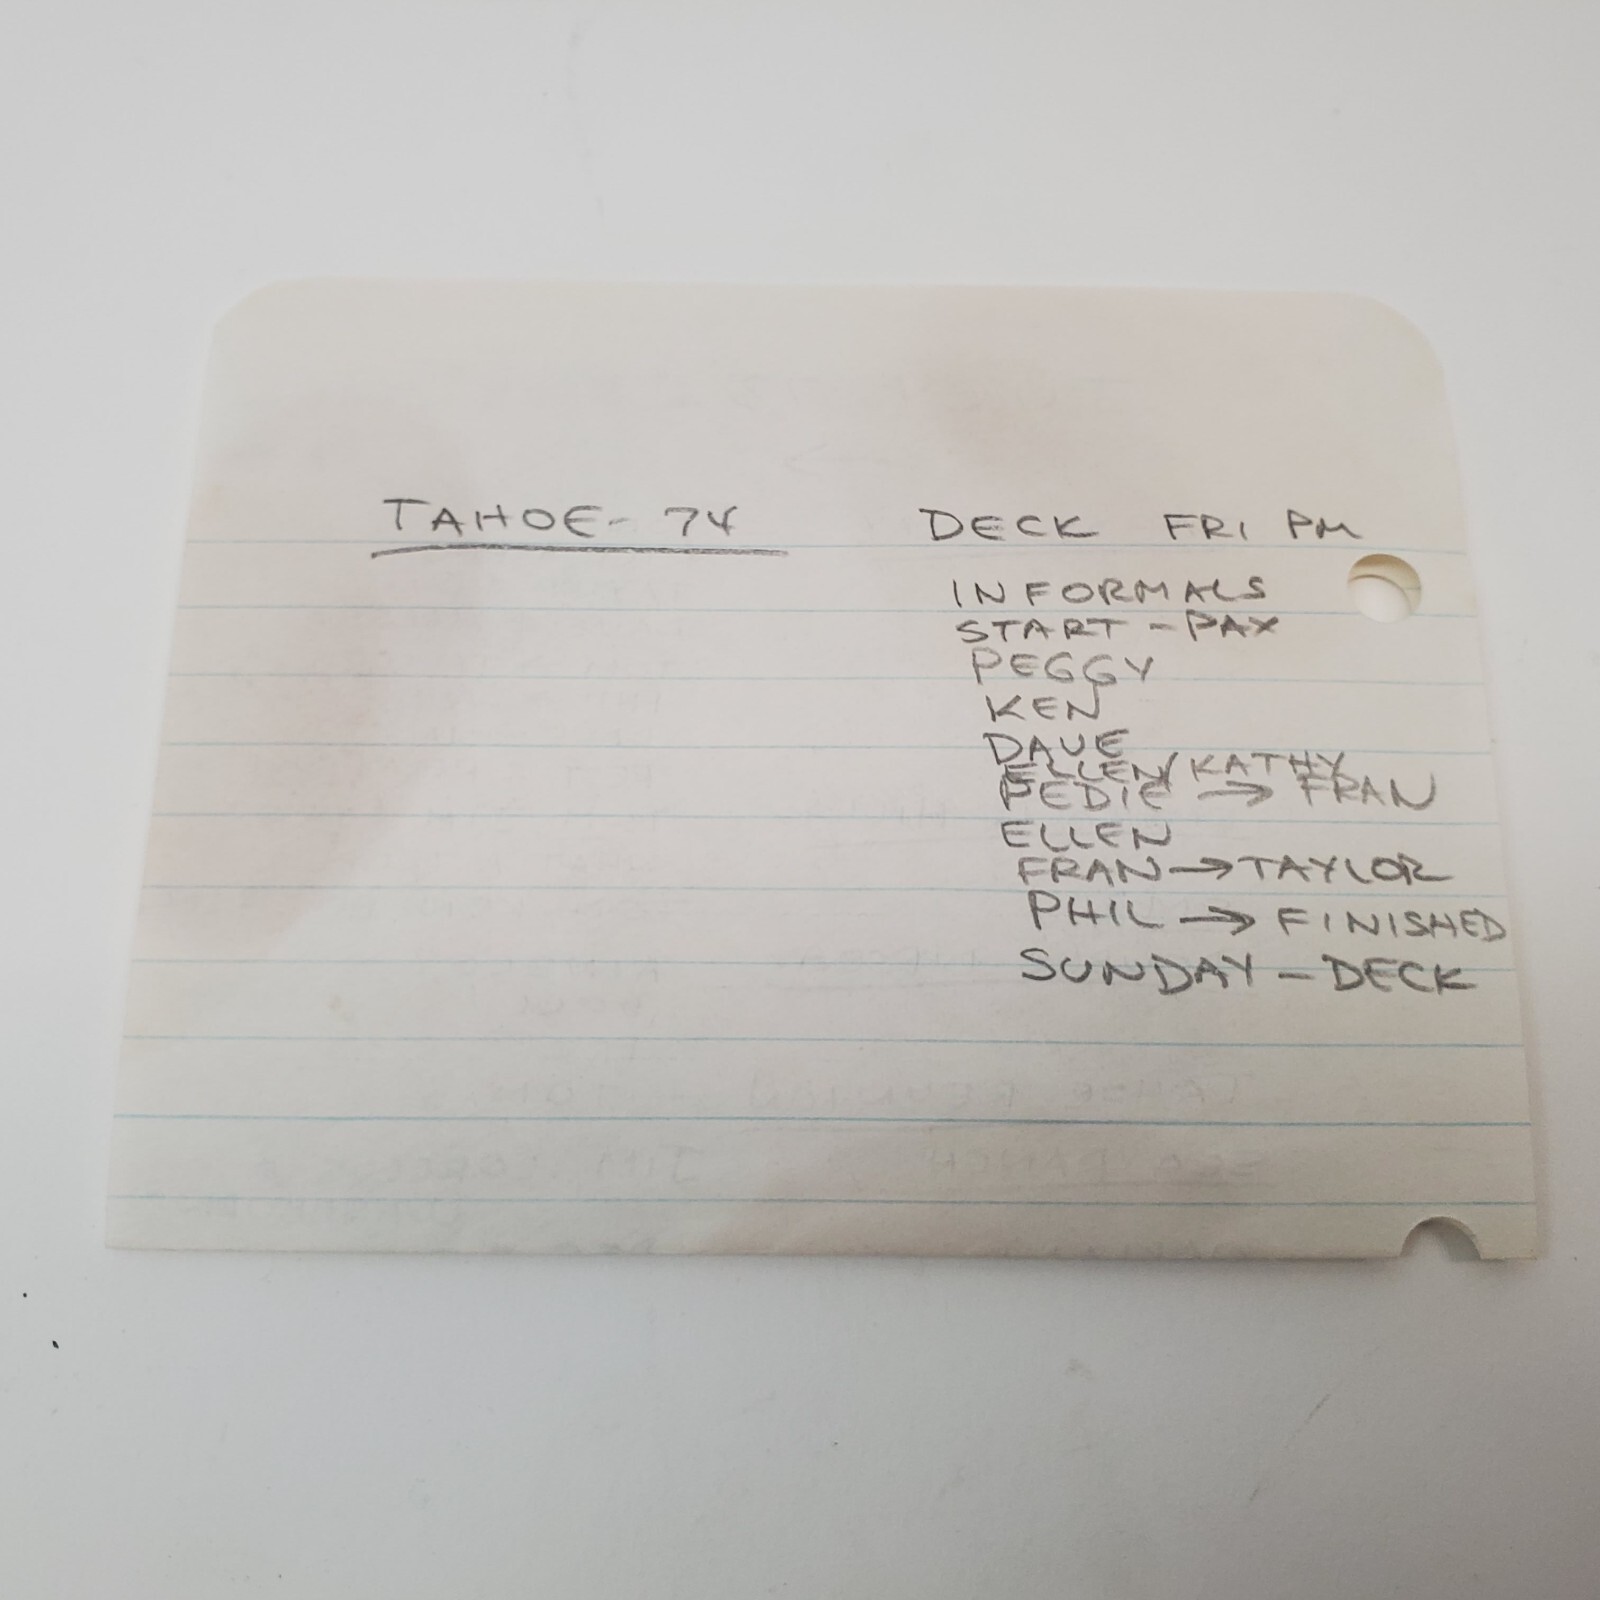 TAHOE- 74 DECK FRI PM
INFORMALS
START - PAX
PEGGY
KEN
DAVE
ELLEN/KATHY
PEDIE → FRAN
ELLEN
FRAN → TAYLOR
PHIL → FINISHED
SUNDAY - DECK